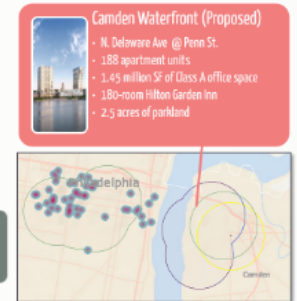 Camden Waterfront (Proposed)
- N. Delaware Ave @ Penn St.
- 188 apartment units
- 1.45 million SF of Class A office space
- 180-room Hilton Garden Inn
- 2.5 acres of parkland
adelphia
Camden